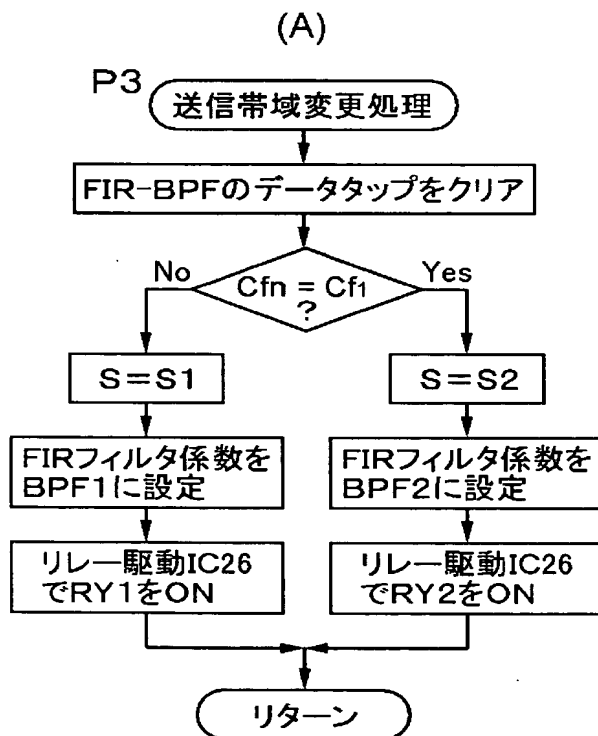 (A)
P3
送信帯域変更処理
FIR-BPFのデータタップをクリア
No
Cfn = Cf1
?
Yes
S=S1
S=S2
FIRフィルタ係数を
BPF1に設定
FIRフィルタ係数を
BPF2に設定
リレー駆動IC26
でRY1をON
リレー駆動IC26
でRY2をON
リターン